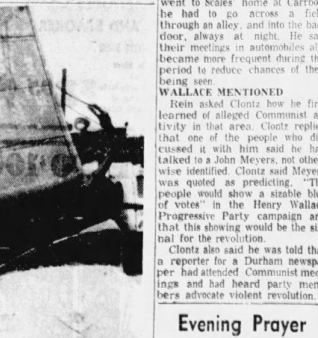 went to Scales' home at Carrbo
he had to go across a fiel
through an alley, and into the bac
door, always at night. He sa
their meetings in automobiles al
became more frequent during th
period to reduce chances of the
being seen.
WALLACE MENTIONED
Rein asked Clontz how he fir
learned of alleged Communist a
tivity in that area. Clontz replie
that one of the people who di
cussed it with him said he ha
talked to a John Meyers, not othe
wise identified. Clontz said Meye
was quoted as predicting, "Th
people would show a sizable blo
of votes" in the Henry Walla
Progressive Party campaign an
that this showing would be the si
nal for the revolution.
Clontz also said he was told tha
a reporter for a Durham newspa
per had attended Communist mee
ings and had heard party men
bers advocate violent revolution.
Evening Prayer